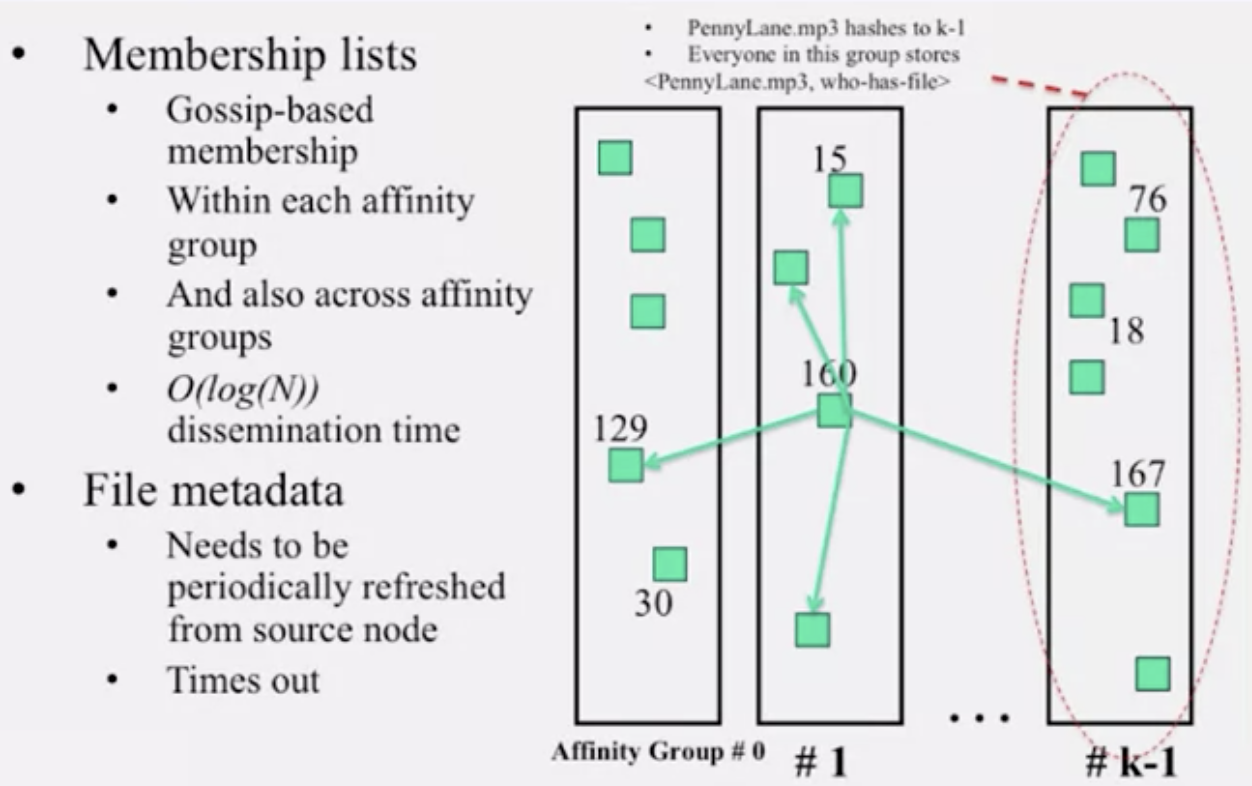 • Membership lists
• Gossip-based
membership
• Within each affinity
group
• And also across affinity
groups
• O(log(N))
dissemination time
• File metadata
• Needs to be
periodically refreshed
from source node
• Times out
• PennyLane.mp3 hashes to k-1
• Everyone in this group stores
<PennyLane.mp3, who-has-file>
129
30
Affinity Group # 0
15
160
# 1
...
76
18
167
# k-1